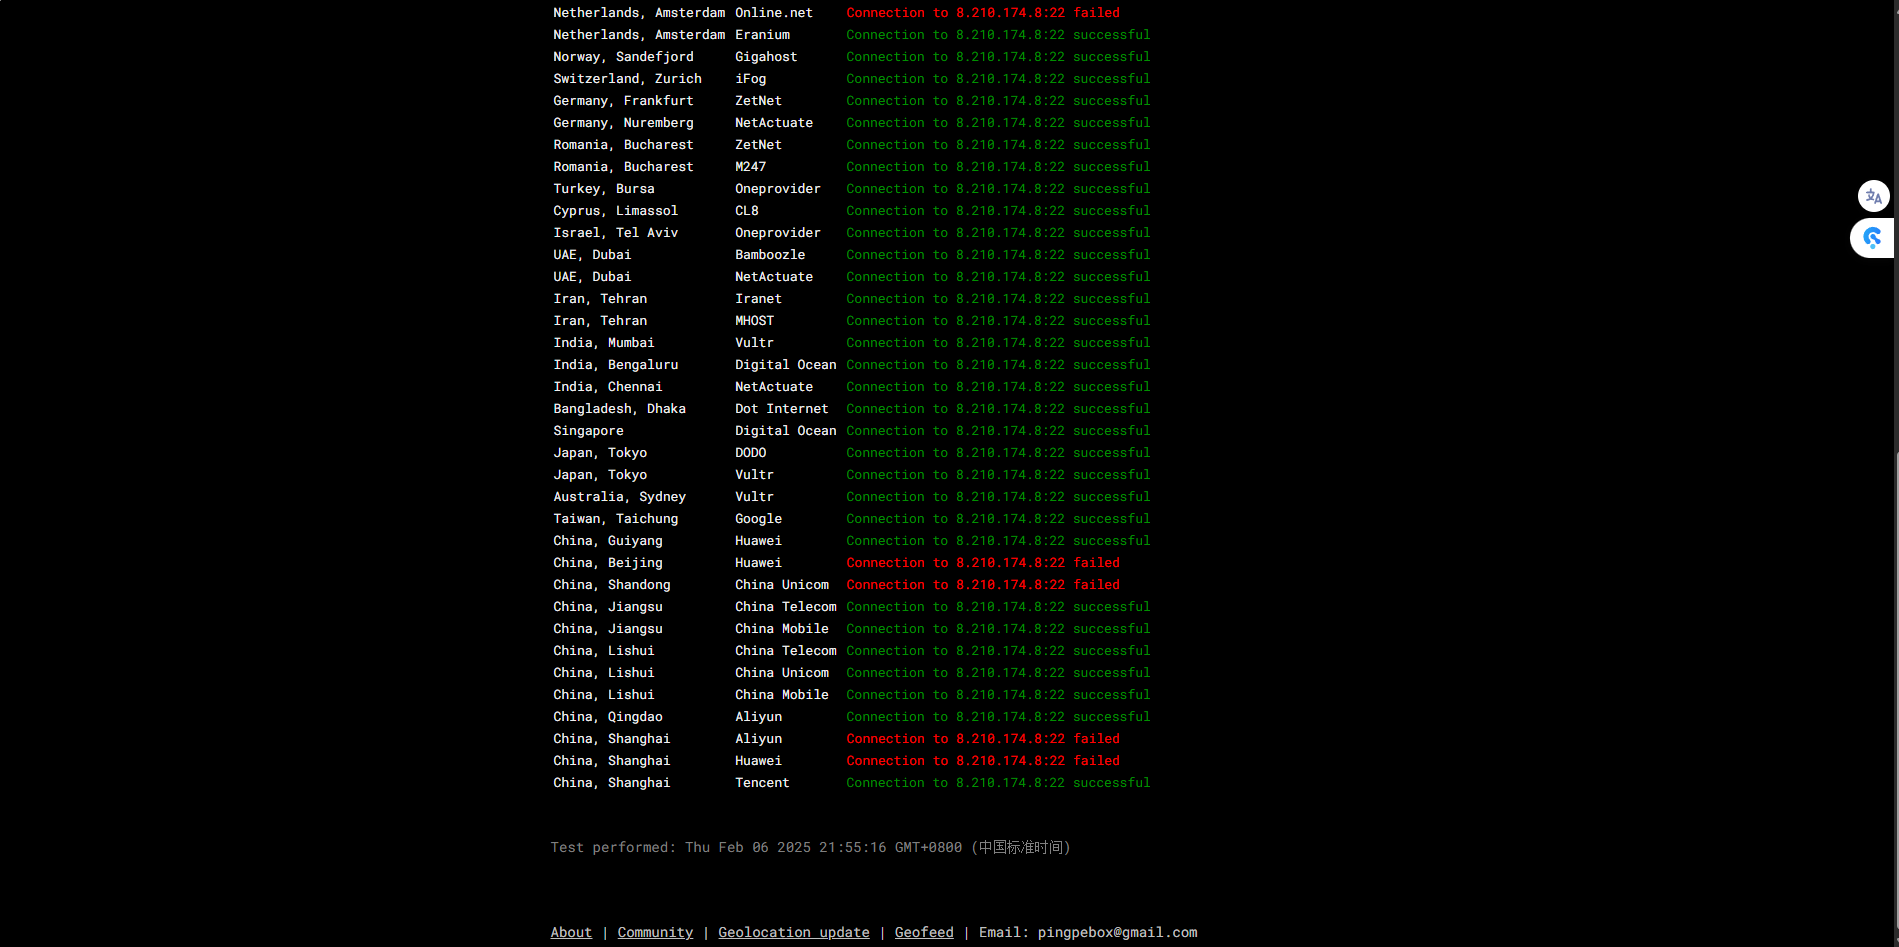 Netherlands, Amsterdam Online.net Connection to 8.210.174.8:22 failed
Netherlands, Amsterdam Eranium Connection to 8.210.174.8:22 successful
Norway, Sandefjord Gigahost Connection to 8.210.174.8:22 successful
Switzerland, Zurich iFog Connection to 8.210.174.8:22 successful
Germany, Frankfurt ZetNet Connection to 8.210.174.8:22 successful
Germany, Nuremberg NetActuate Connection to 8.210.174.8:22 successful
Romania, Bucharest ZetNet Connection to 8.210.174.8:22 successful
Romania, Bucharest M247 Connection to 8.210.174.8:22 successful
Turkey, Bursa Oneprovider Connection to 8.210.174.8:22 successful
Cyprus, Limassol CL8 Connection to 8.210.174.8:22 successful
Israel, Tel Aviv Oneprovider Connection to 8.210.174.8:22 successful
UAE, Dubai Bamboozle Connection to 8.210.174.8:22 successful
UAE, Dubai NetActuate Connection to 8.210.174.8:22 successful
Iran, Tehran Iranet Connection to 8.210.174.8:22 successful
Iran, Tehran MHOST Connection to 8.210.174.8:22 successful
India, Mumbai Vultr Connection to 8.210.174.8:22 successful
India, Bengaluru Digital Ocean Connection to 8.210.174.8:22 successful
India, Chennai NetActuate Connection to 8.210.174.8:22 successful
Bangladesh, Dhaka Dot Internet Connection to 8.210.174.8:22 successful
Singapore Digital Ocean Connection to 8.210.174.8:22 successful
Japan, Tokyo DODO Connection to 8.210.174.8:22 successful
Japan, Tokyo Vultr Connection to 8.210.174.8:22 successful
Australia, Sydney Vultr Connection to 8.210.174.8:22 successful
Taiwan, Taichung Google Connection to 8.210.174.8:22 successful
China, Guiyang Huawei Connection to 8.210.174.8:22 successful
China, Beijing Huawei Connection to 8.210.174.8:22 failed
China, Shandong China Unicom Connection to 8.210.174.8:22 failed
China, Jiangsu China Telecom Connection to 8.210.174.8:22 successful
China, Jiangsu China Mobile Connection to 8.210.174.8:22 successful
China, Lishui China Telecom Connection to 8.210.174.8:22 successful
China, Lishui China Unicom Connection to 8.210.174.8:22 successful
China, Lishui China Mobile Connection to 8.210.174.8:22 successful
China, Qingdao Aliyun Connection to 8.210.174.8:22 successful
China, Shanghai Aliyun Connection to 8.210.174.8:22 failed
China, Shanghai Huawei Connection to 8.210.174.8:22 failed
China, Shanghai Tencent Connection to 8.210.174.8:22 successful
Test performed: Thu Feb 06 2025 21:55:16 GMT+0800 (中国标准时间)
About | Community | Geolocation update | Geofeed | Email: pingpebox@gmail.com